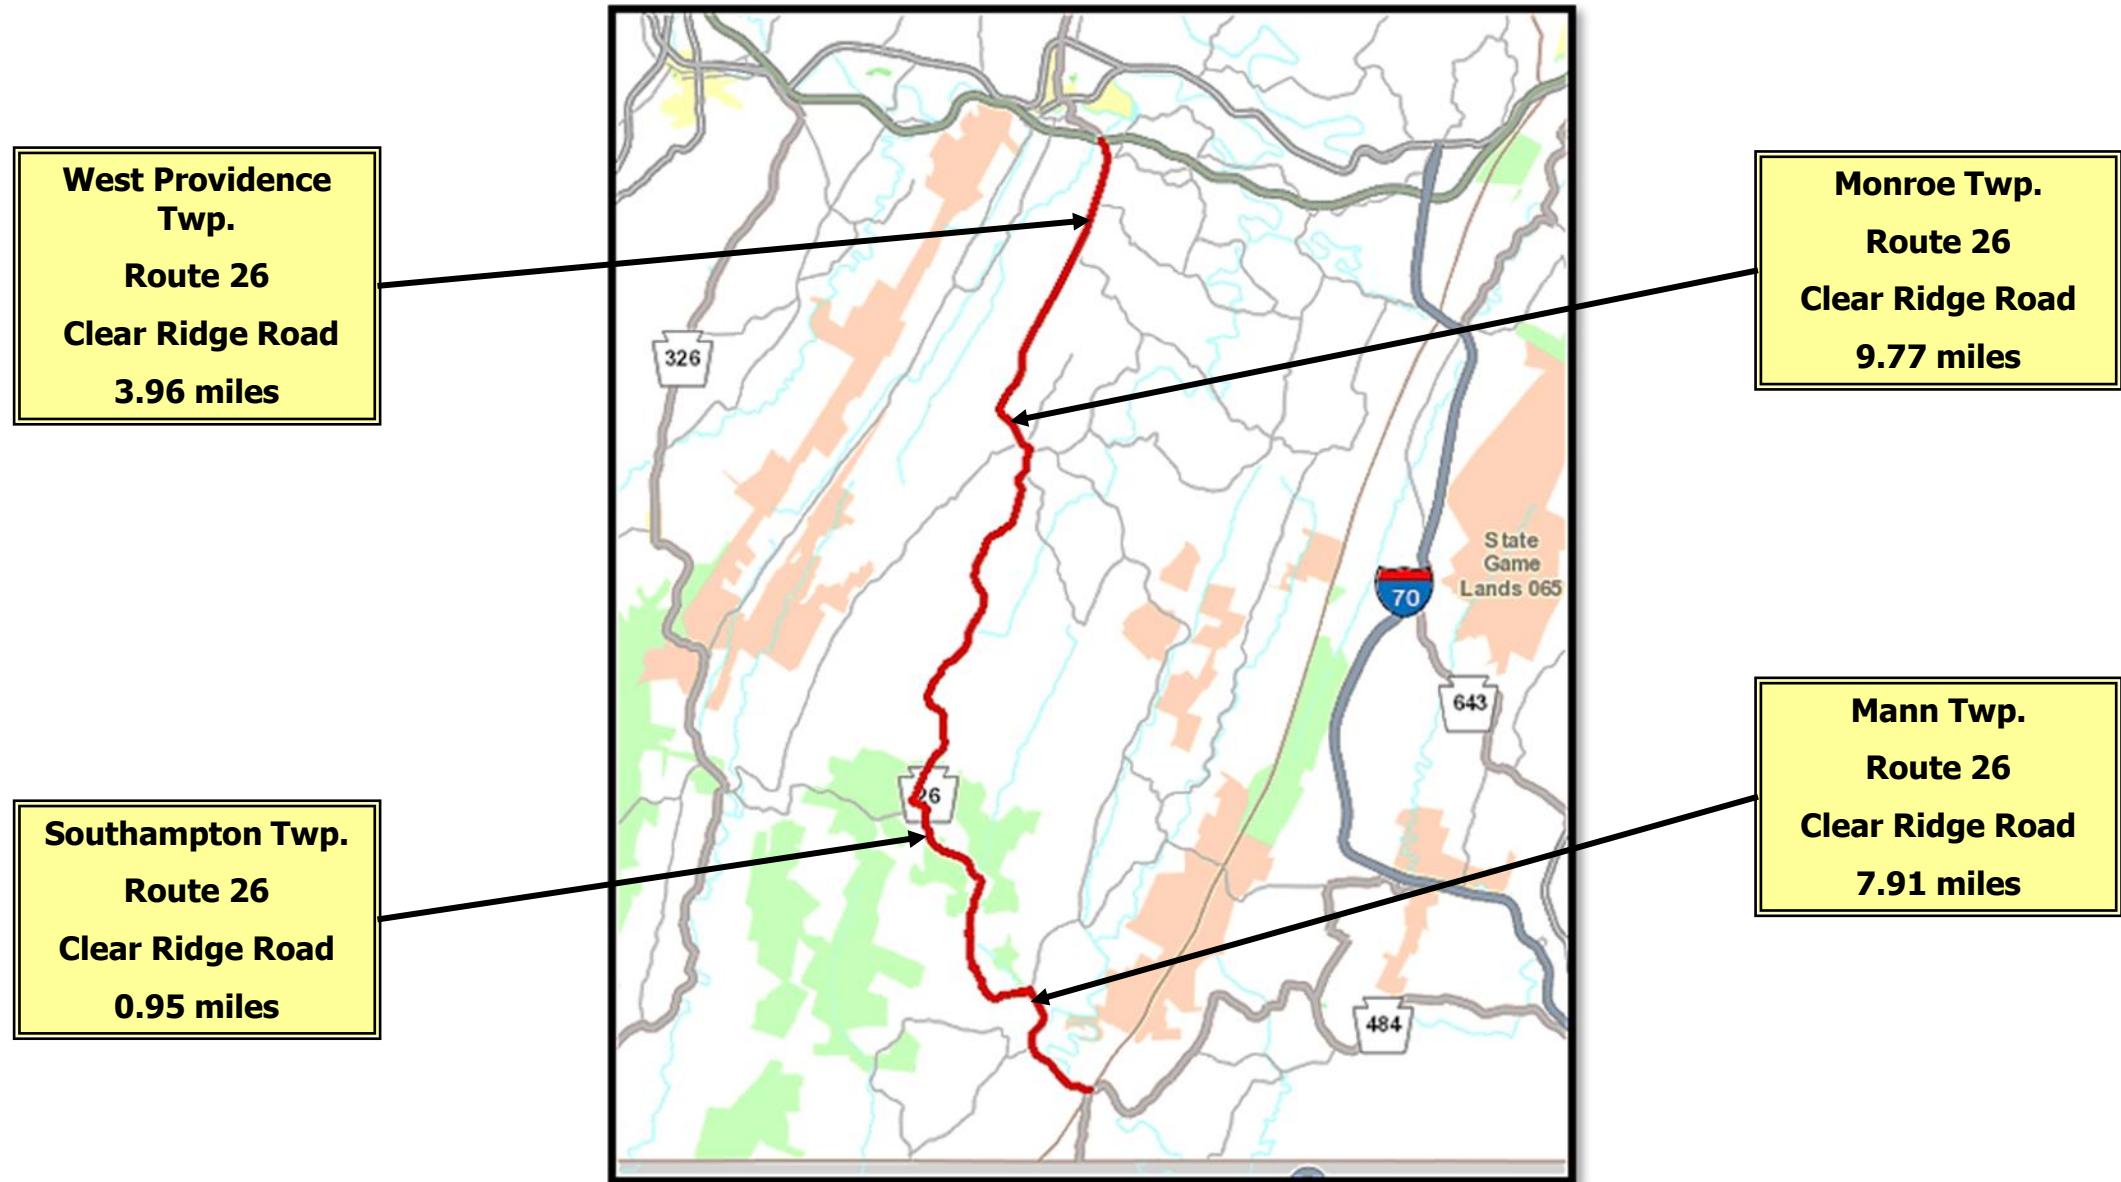 West Providence
Twp.
Route 26
Clear Ridge Road
3.96 miles
Monroe Twp.
Route 26
Clear Ridge Road
9.77 miles
326
State
Game
Lands 065
70
643
26
Southampton Twp.
Route 26
Clear Ridge Road
0.95 miles
Mann Twp.
Route 26
Clear Ridge Road
7.91 miles
484